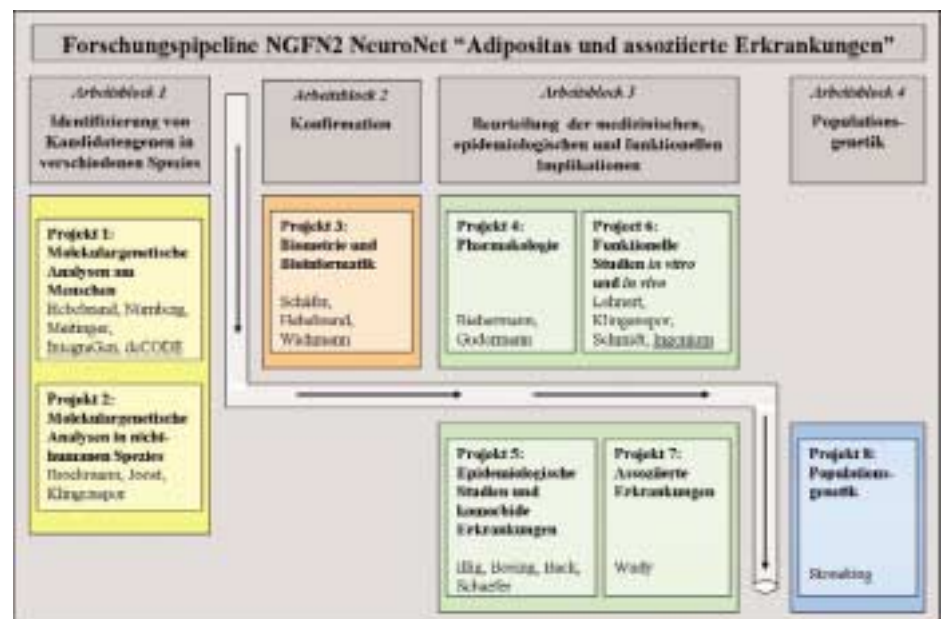 Forschungspipeline NGFN2 NeuroNet “Adipositas und assoziierte Erkrankungen”
Arbeitsblock 1
Identifizierung von
Kandidatengenen in
verschiedenen Spezies
Arbeitsblock 2
Konfirmation
Arbeitsblock 3
Beurteilung der medizinischen,
epidemiologischen und funktionellen
Implikationen
Arbeitsblock 4
Populations-
genetik
Projekt 1:
Molekulargenetische
Analysen am
Menschen
Hebebrand, Nürnberg,
Meitinger,
IntegraGen, deCODE
Projekt 2:
Molekulargenetische
Analysen in nicht-
humanen Spezies
Brockmann, Joost,
Klingenspor
Projekt 3:
Biometrie und
Bioinformatik
Schäfer,
Hebebrand,
Wichmann
Projekt 4:
Pharmakologie
Biebermann,
Gudermann
Project 6:
Funktionelle
Studien in vitro
und in vivo
Lehnert,
Klingenspor,
Schmidt, Ingenium
Projekt 5:
Epidemiologische
Studien und
komorbide
Erkrankungen
Illig, Boeing,
Schaefer
Projekt 7:
Assoziierte
Erkrankungen
Wudy
Projekt 8:
Populations-
genetik
Stoneking